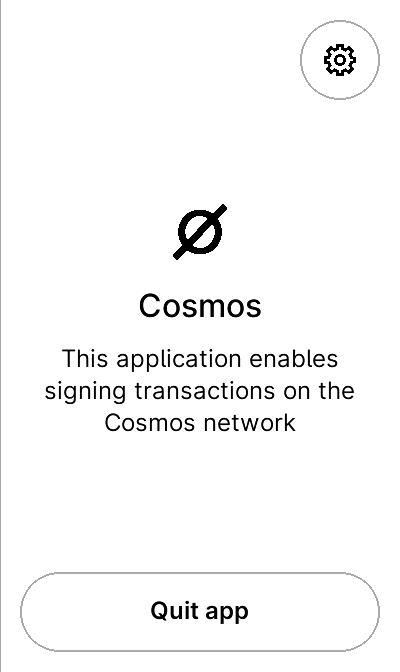 Cosmos
This application enables
signing transactions on the
Cosmos network
Quit app